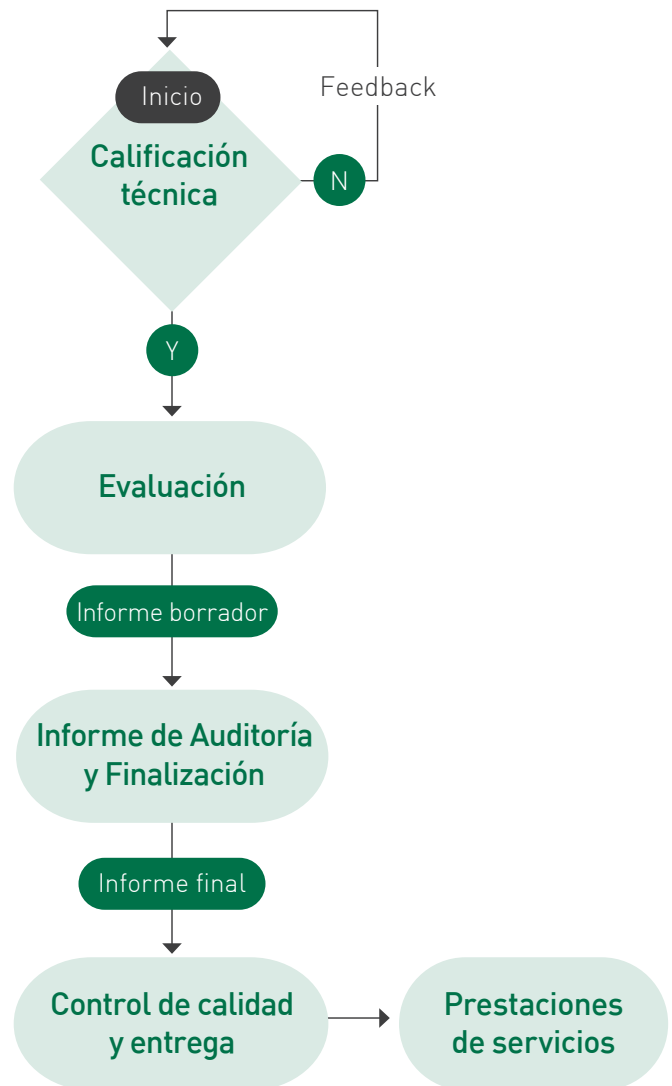 Inicio
Feedback
Calificación
técnica
N
Y
Evaluación
Informe borrador
Informe de Auditoría
y Finalización
Informe final
Control de calidad
y entrega
Prestaciones
de servicios